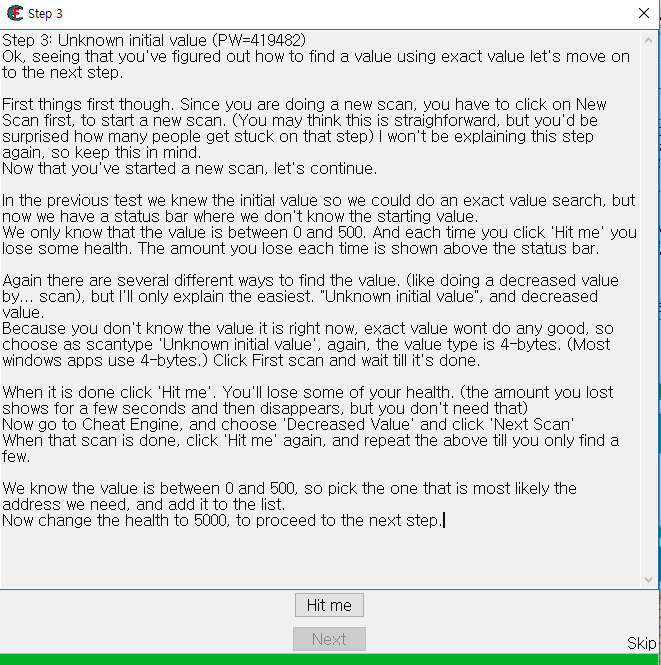 Step 3
Step 3: Unknown initial value (PW=419482)
Ok, seeing that you've figured out how to find a value using exact value let's move on
to the next step.
First things first though. Since you are doing a new scan, you have to click on New
Scan first, to start a new scan. (You may think this is straighforward, but you'd be
surprised how many people get stuck on that step) I won't be explaining this step
again, so keep this in mind.
Now that you've started a new scan, let's continue.
In the previous test we knew the initial value so we could do an exact value search, but
now we have a status bar where we don't know the starting value.
We only know that the value is between 0 and 500. And each time you click 'Hit me' you
lose some health. The amount you lose each time is shown above the status bar.
Again there are several different ways to find the value. (like doing a decreased value
by... scan), but I'll only explain the easiest. "Unknown initial value", and decreased
value.
Because you don't know the value it is right now, exact value wont do any good, so
choose as scantype 'Unknown initial value', again, the value type is 4-bytes. (Most
windows apps use 4-bytes.) Click First scan and wait till it's done.
When it is done click 'Hit me'. You'll lose some of your health. (the amount you lost
shows for a few seconds and then disappears, but you don't need that)
Now go to Cheat Engine, and choose 'Decreased Value' and click 'Next Scan'
When that scan is done, click 'Hit me' again, and repeat the above till you only find a
few.
We know the value is between 0 and 500, so pick the one that is most likely the
address we need, and add it to the list.
Now change the health to 5000, to proceed to the next step.
Hit me
Next
Skip